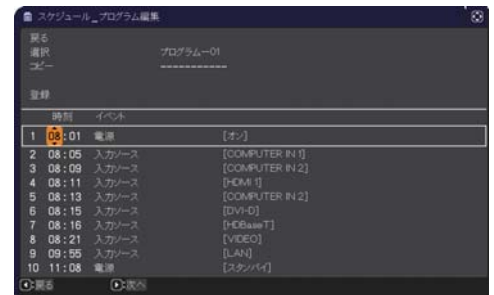 スケジュール_プログラム編集
戻る
選択 プログラム－01
コピー -----------
登録
時刻 イベント
1 08:01 電源 [オン]
2 08:05 入力ソース [COMPUTER IN 1]
3 08:09 入力ソース [COMPUTER IN 2]
4 08:11 入力ソース [HDMI 1]
5 08:13 入力ソース [COMPUTER IN 2]
6 08:15 入力ソース [DVI-D]
7 08:16 入力ソース [HDBaseT]
8 08:21 入力ソース [VIDEO]
9 09:55 入力ソース [LAN]
10 11:08 電源 [スタンバイ]
:戻る :次へ